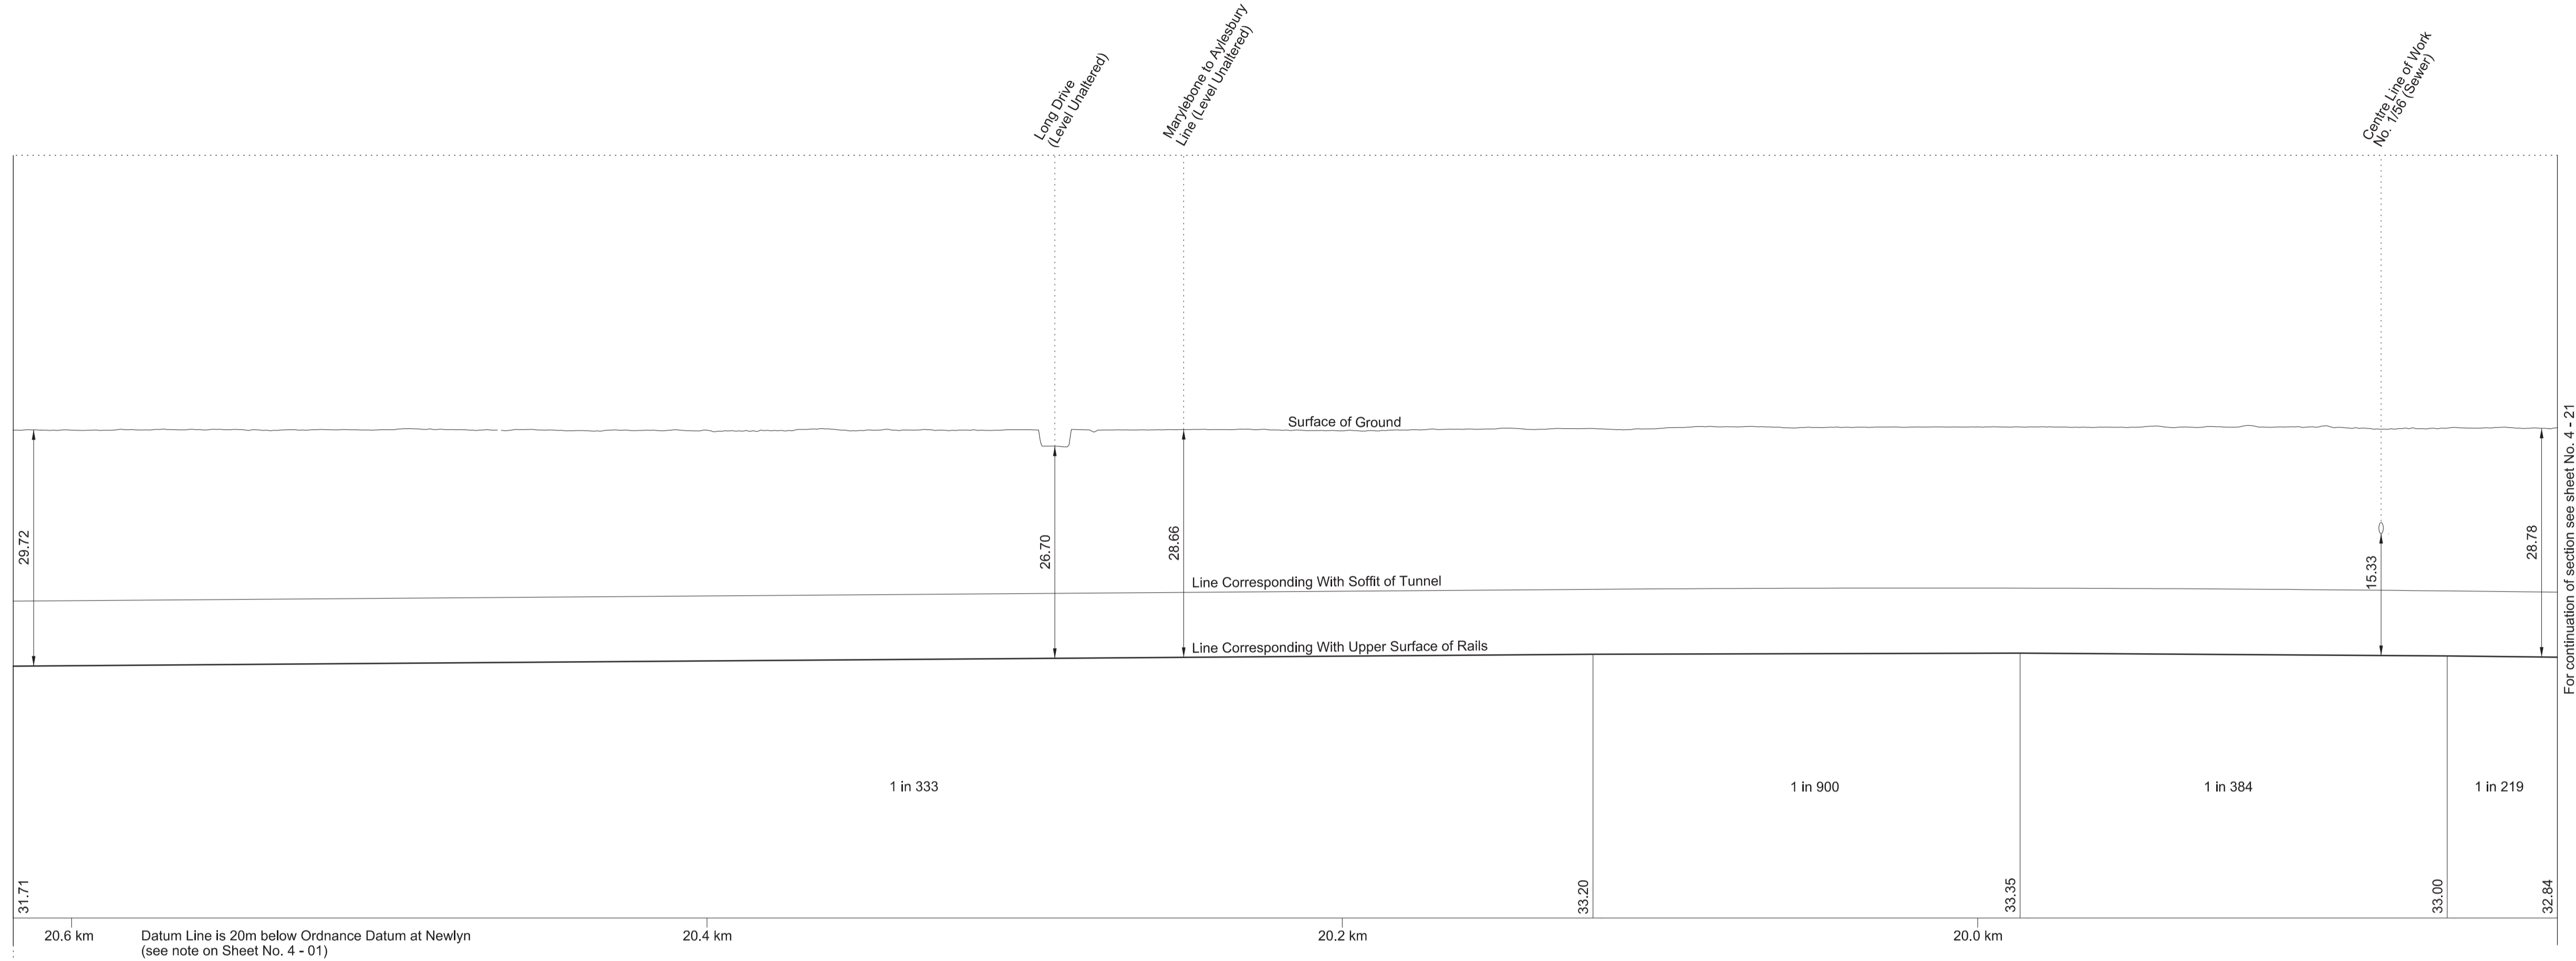 Long Drive
(Level Unaltered)
Marylebone to Aylesbury
Line (Level Unaltered)
Centre Line of Work
No. 1/56 (Sewer)
Surface of Ground
29.72
26.70
28.66
15.33
28.78
Line Corresponding With Soffit of Tunnel
Line Corresponding With Upper Surface of Rails
For continuation of section see sheet No. 4 - 21
1 in 333
1 in 900
1 in 384
1 in 219
31.71
33.20
33.35
33.00
32.84
20.6 km
20.4 km
20.2 km
20.0 km
Datum Line is 20m below Ordnance Datum at Newlyn
(see note on Sheet No. 4 - 01)